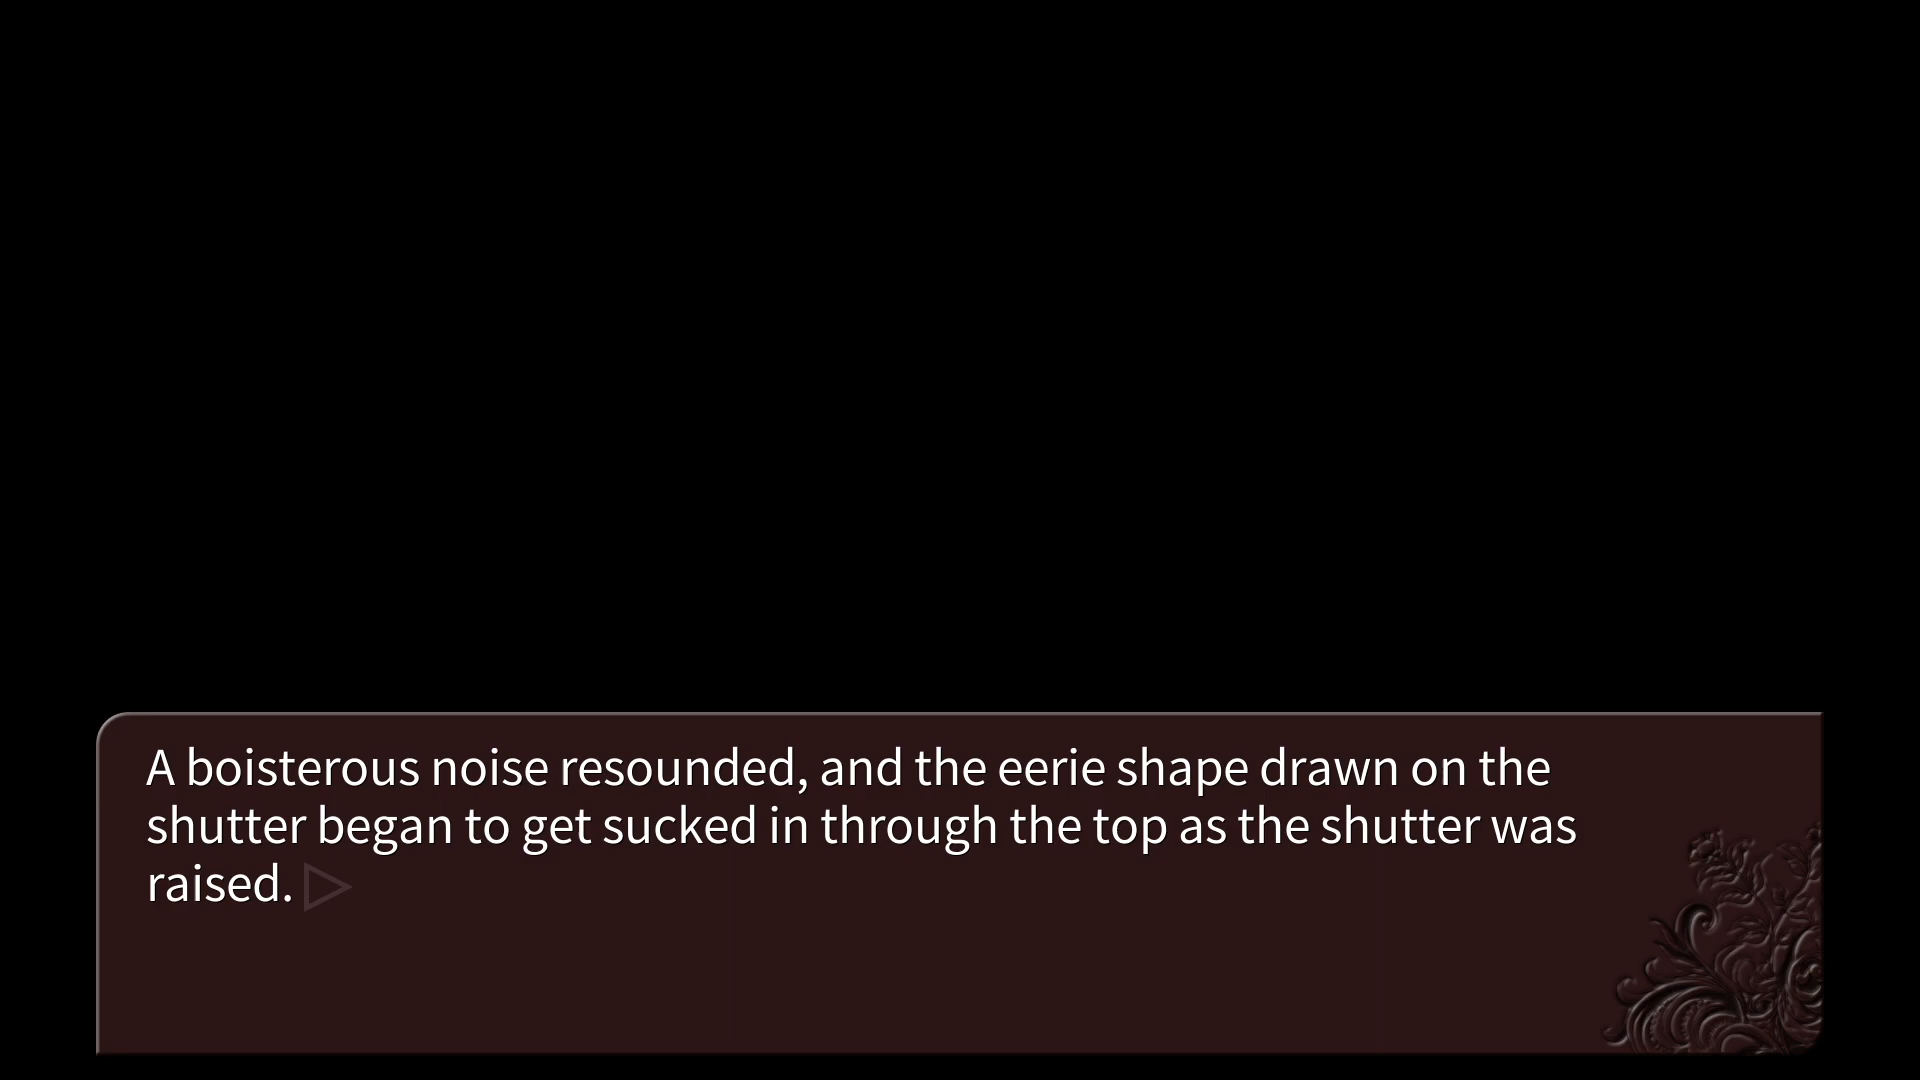 A boisterous noise resounded, and the eerie shape drawn on the
shutter began to get sucked in through the top as the shutter was
raised.